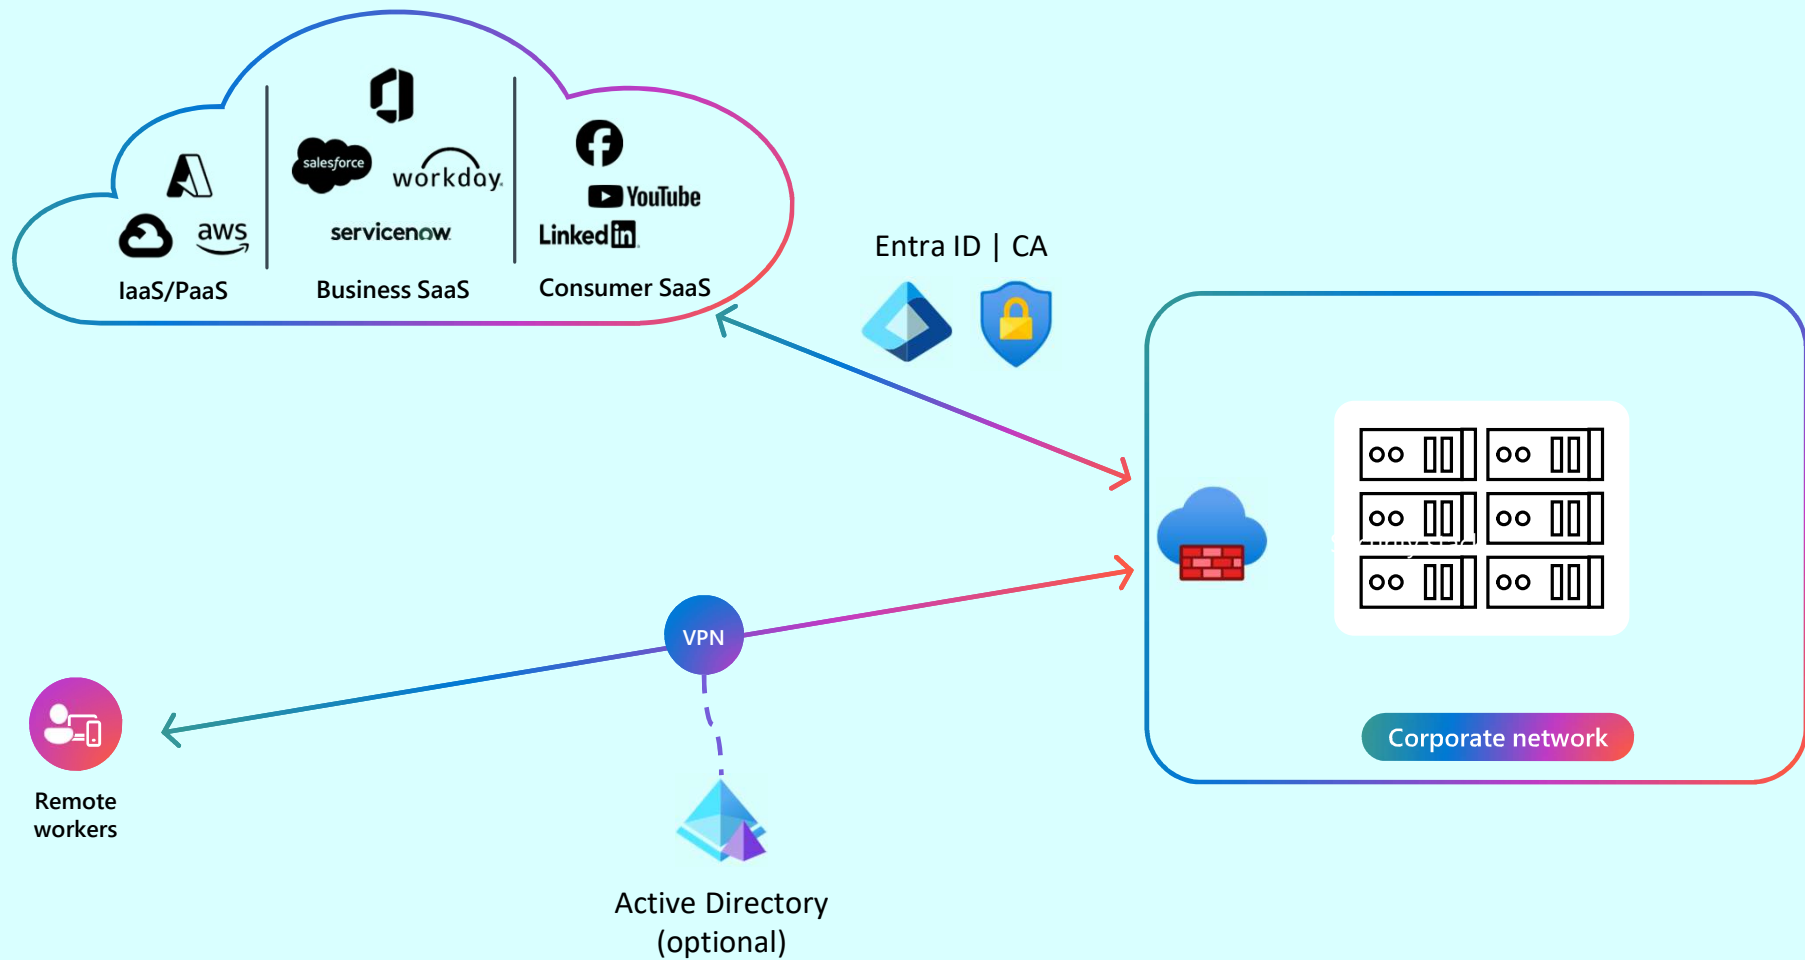 salesforce
workday.
servicenow.
aws
YouTube
Linked in
IaaS/PaaS
Business SaaS
Consumer SaaS
Entra ID | CA
VPN
Remote
workers
Active Directory
(optional)
Corporate network